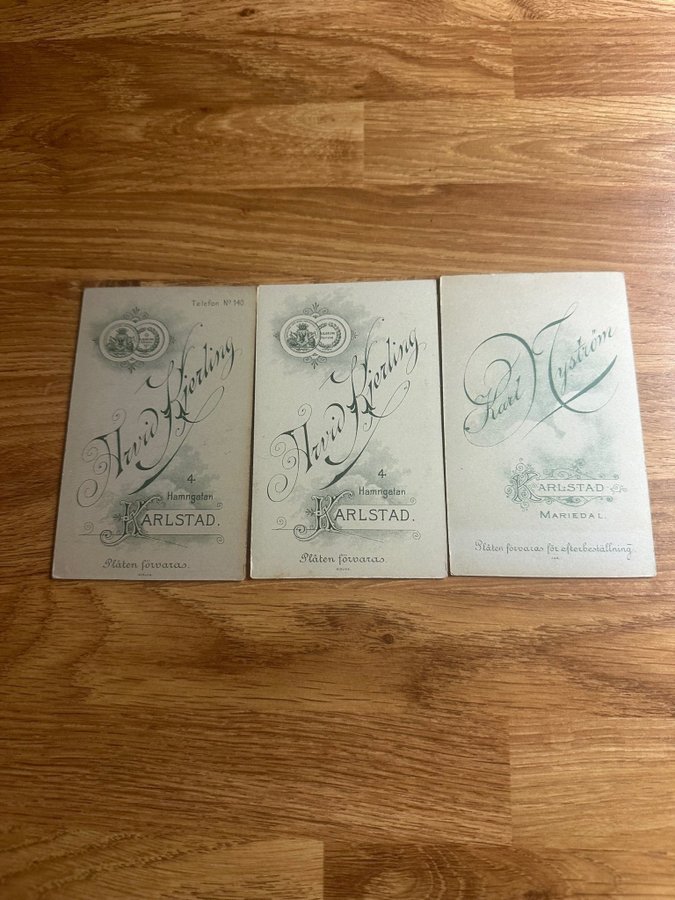 Telefon Nº 140
Arvid Kjerling
4.
Hamngatan
KARLSTAD.
Plåten förvaras.
Arvid Kjerling
4.
Hamngatan
KARLSTAD.
Plåten förvaras.
Karl Nyström
KARLSTAD
MARIEDAL.
Plåten förvaras för efterbeställning